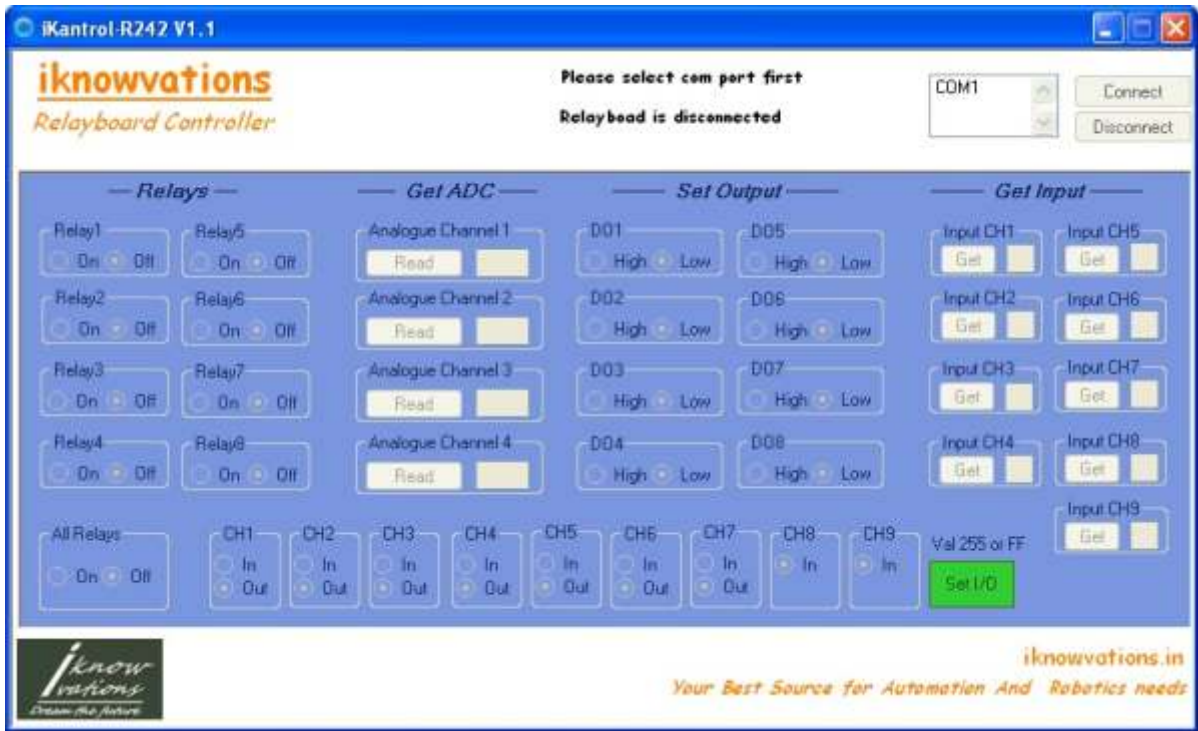 iKantrol-R242 V1.1
iknowvations
Relayboard Controller
Please select com port first
Relayboad is disconnected
COM1
Connect
Disconnect
Relays
Get ADC
Set Output
Get Input
Relay1
On Off
Relay5
On Off
Analogue Channel 1
Read
DO1
High Low
DO5
High Low
Input CH1
Get
Input CH5
Get
Relay2
On Off
Relay6
On Off
Analogue Channel 2
Read
DO2
High Low
DO6
High Low
Input CH2
Get
Input CH6
Get
Relay3
On Off
Relay7
On Off
Analogue Channel 3
Read
DO3
High Low
DO7
High Low
Input CH3
Get
Input CH7
Get
Relay4
On Off
Relay8
On Off
Analogue Channel 4
Read
DO4
High Low
DO8
High Low
Input CH4
Get
Input CH8
Get
Input CH9
Get
All Relays
On Off
CH1
In
Out
CH2
In
Out
CH3
In
Out
CH4
In
Out
CH5
In
Out
CH6
In
Out
CH7
In
Out
CH8
In
CH9
In
Val 255 or FF
Set I/O
iknow
vations
Dream the future
iknowvations.in
Your Best Source for Automation And Robotics needs